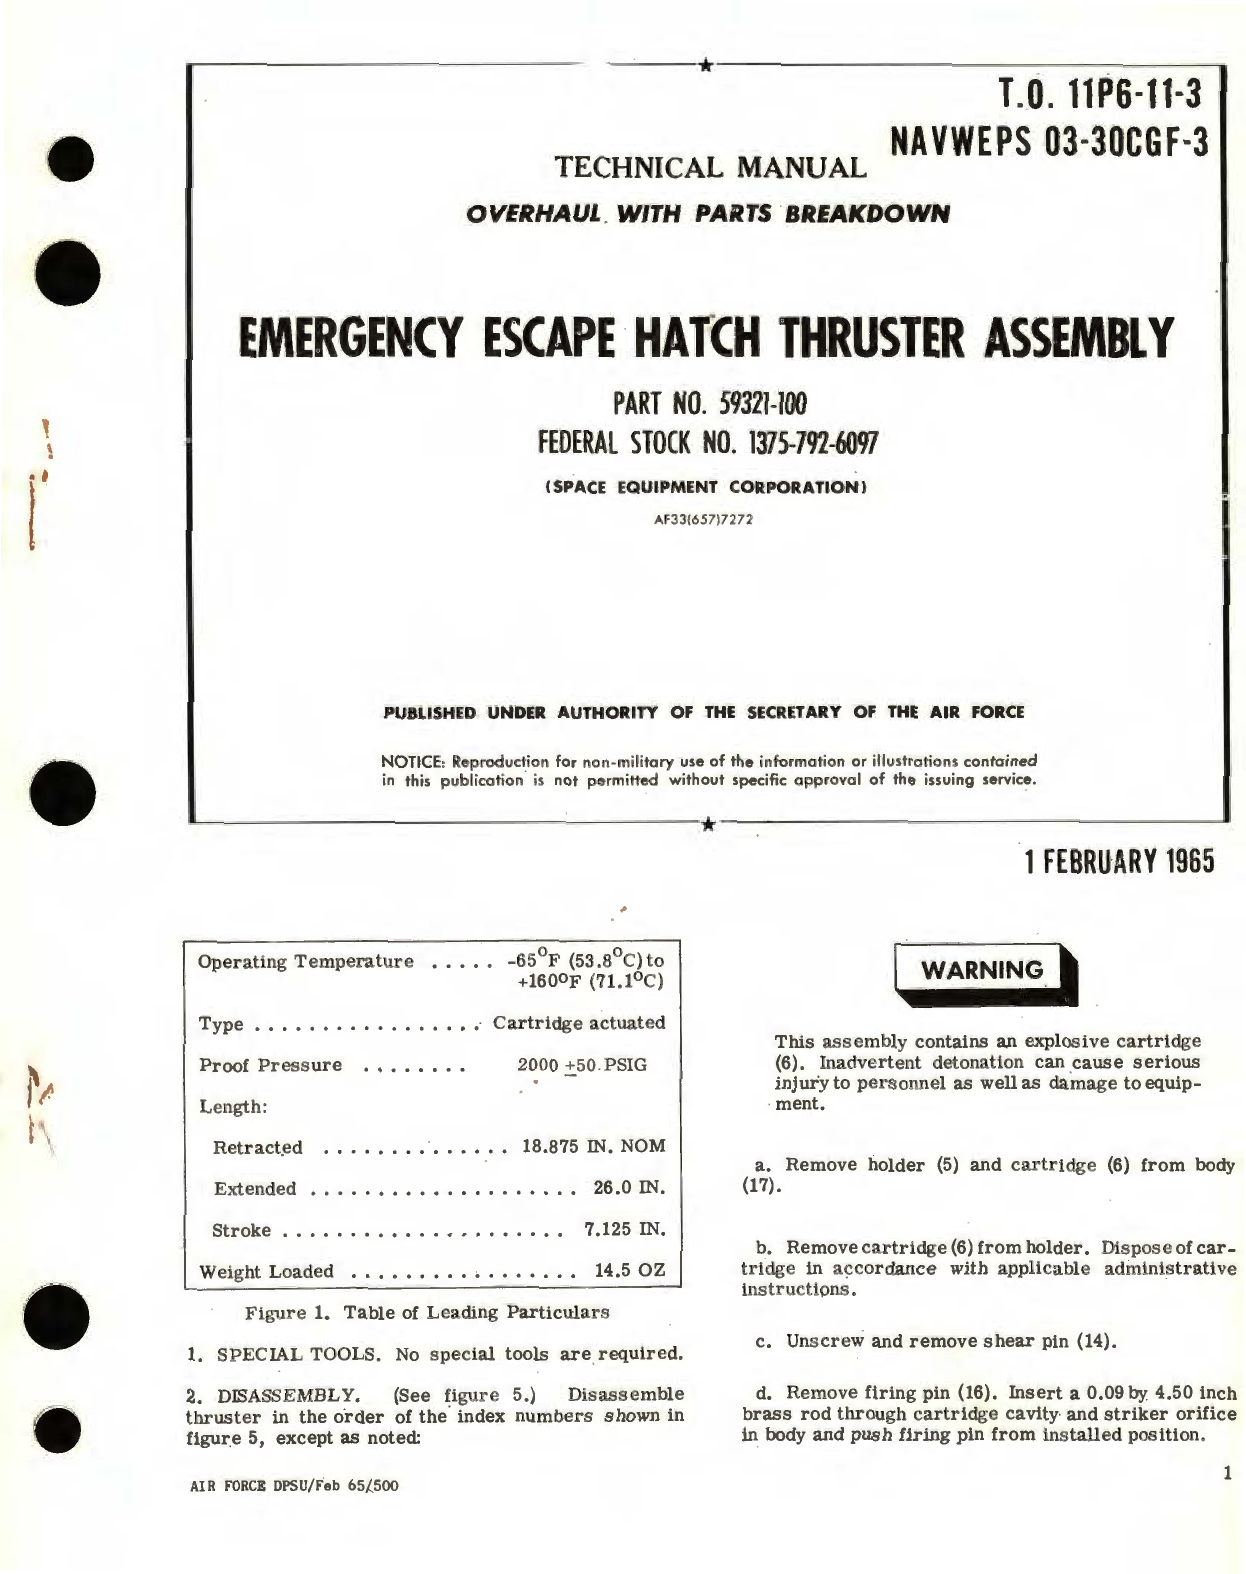 T.O. 11P6-11-3
NAVWEPS 03-30CGF-3
TECHNICAL MANUAL
OVERHAUL WITH PARTS BREAKDOWN
EMERGENCY ESCAPE HATCH THRUSTER ASSEMBLY
PART NO. 59321-100
FEDERAL STOCK NO. 1375-792-6097
(SPACE EQUIPMENT CORPORATION)
AF33(657)7272
PUBLISHED UNDER AUTHORITY OF THE SECRETARY OF THE AIR FORCE
NOTICE: Reproduction for non-military use of the information or illustrations contained
in this publication is not permitted without specific approval of the issuing service.
1 FEBRUARY 1965
Operating Temperature ..... -65°F (53.8°C) to
+160°F (71.1°C)
Type ................. Cartridge actuated
Proof Pressure ........ 2000 ±50 PSIG
Length:
Retracted .............. 18.875 IN. NOM
Extended .................... 26.0 IN.
Stroke ..................... 7.125 IN.
Weight Loaded ................. 14.5 OZ
Figure 1. Table of Leading Particulars
1. SPECIAL TOOLS. No special tools are required.
2. DISASSEMBLY. (See figure 5.) Disassemble
thruster in the order of the index numbers shown in
figure 5, except as noted:
WARNING
This assembly contains an explosive cartridge
(6). Inadvertent detonation can cause serious
injury to personnel as well as damage to equip-
ment.
a. Remove holder (5) and cartridge (6) from body
(17).
b. Remove cartridge (6) from holder. Dispose of car-
tridge in accordance with applicable administrative
instructions.
c. Unscrew and remove shear pin (14).
d. Remove firing pin (16). Insert a 0.09 by 4.50 inch
brass rod through cartridge cavity and striker orifice
in body and push firing pin from installed position.
AIR FORCE DPSU/Feb 65/500
1